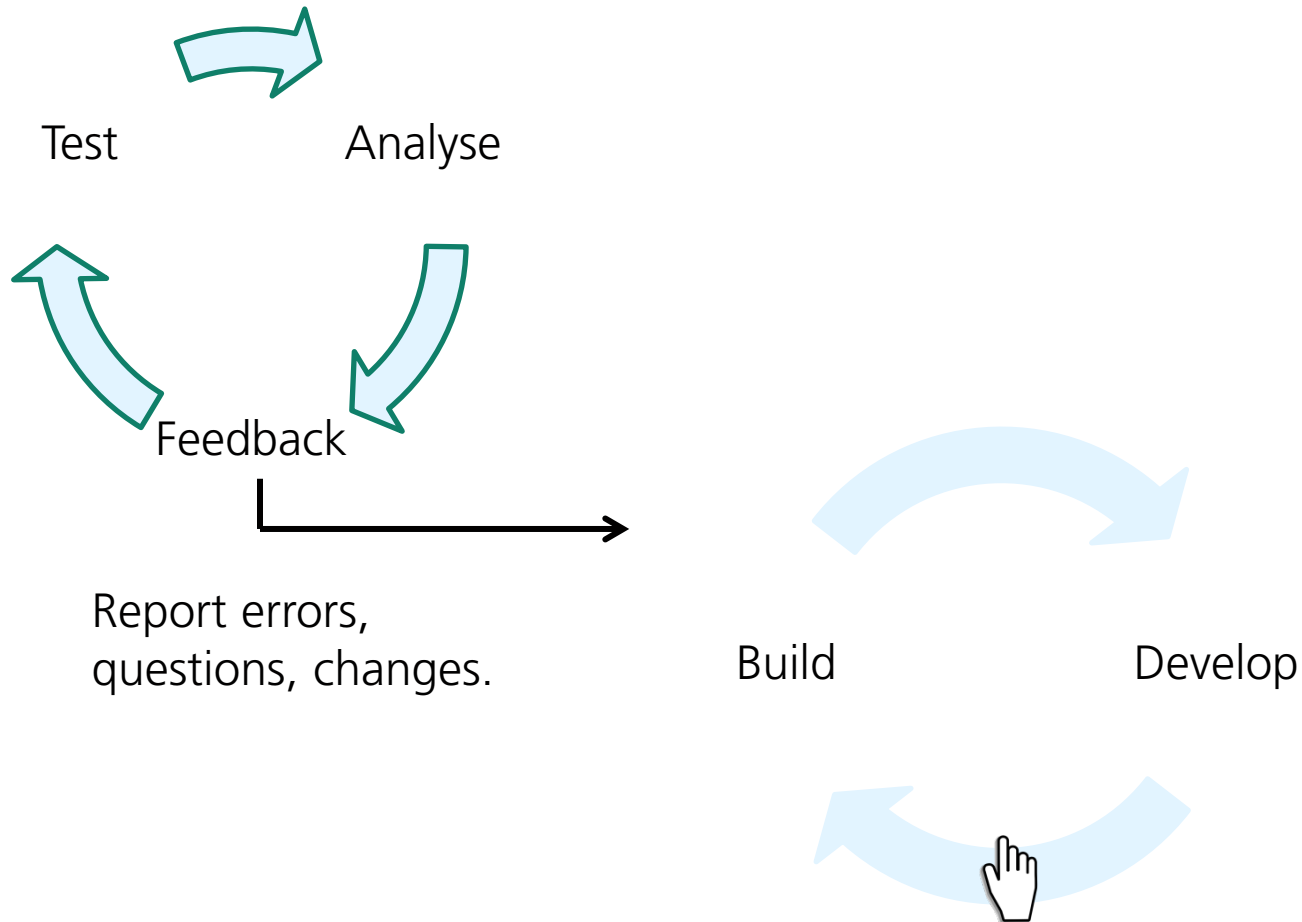 Test
Analyse
Feedback
Report errors,
questions, changes.
Build
Develop